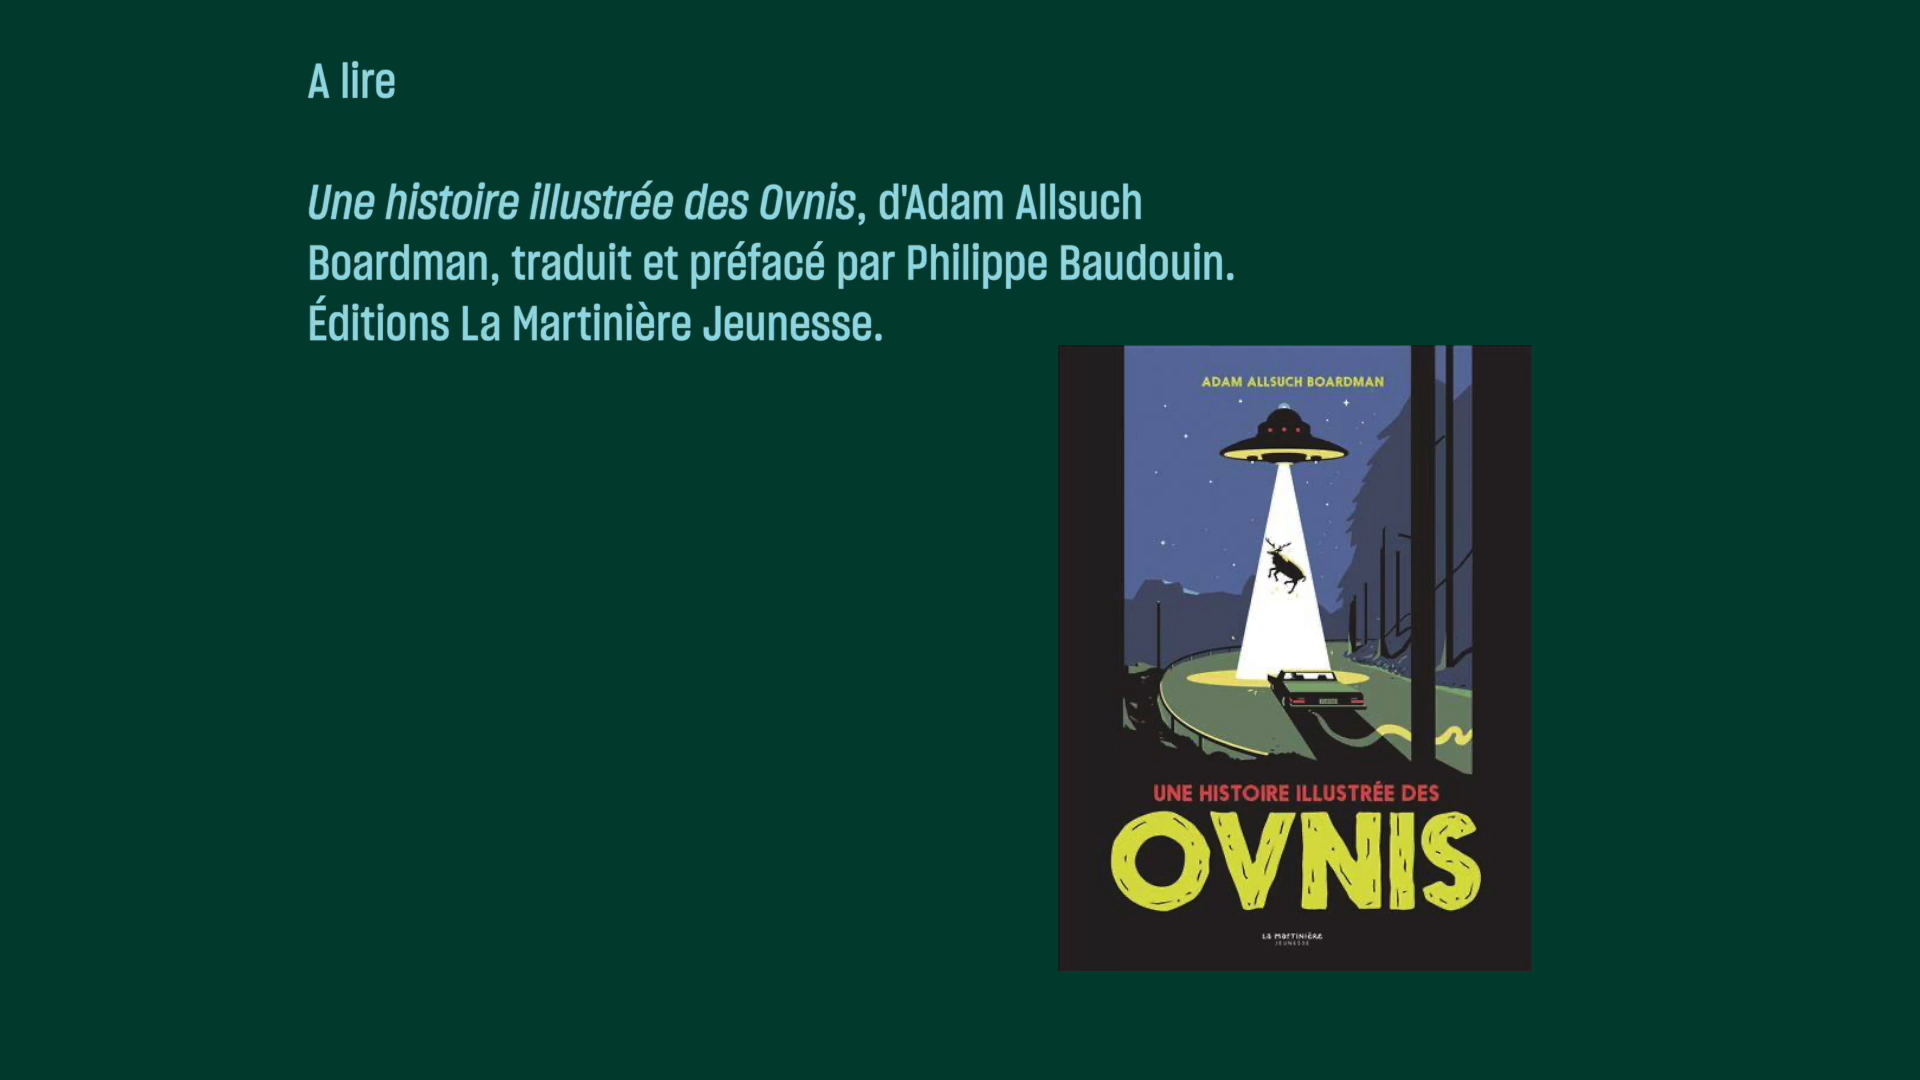 A lire
Une histoire illustrée des Ovnis, d'Adam Allsuch
Boardman, traduit et préfacé par Philippe Baudouin.
Éditions La Martinière Jeunesse.
ADAM ALLSUCH BOARDMAN
UNE HISTOIRE ILLUSTRÉE DES
OVNIS
La Martinière
JEUNESSE